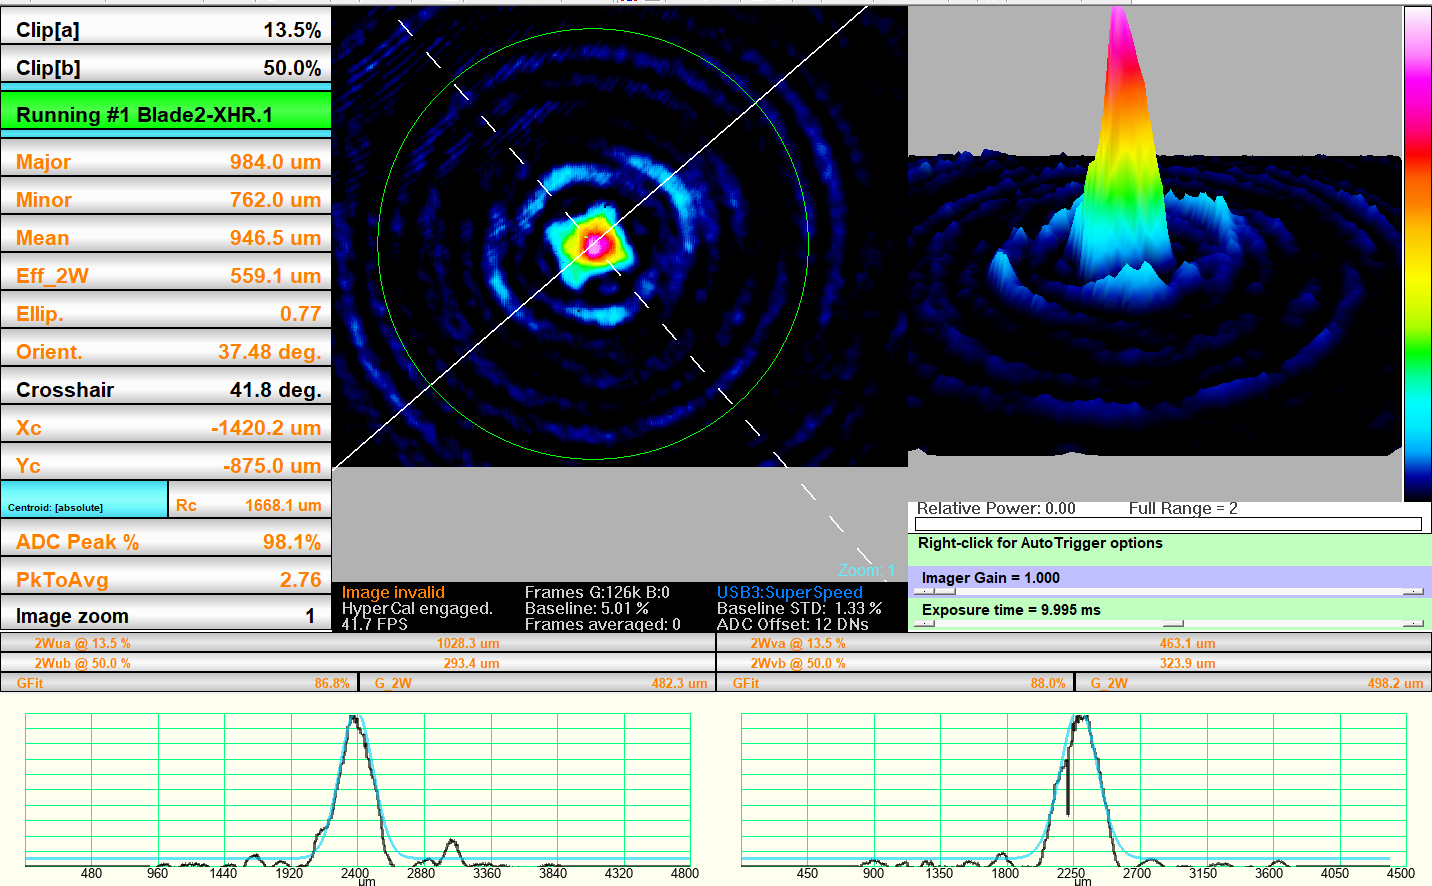 Clip[a] 13.5%
Clip[b] 50.0%
Running #1 Blade2-XHR.1
Major 984.0 um
Minor 762.0 um
Mean 946.5 um
Eff_2W 559.1 um
Ellip. 0.77
Orient. 37.48 deg.
Crosshair 41.8 deg.
Xc -1420.2 um
Yc -875.0 um
Centroid: [absolute] Rc 1668.1 um
ADC Peak % 98.1%
PkToAvg 2.76
Image zoom 1
Zoom: 1
Image invalid
HyperCal engaged.
41.7 FPS
Frames G:126k B:0
Baseline: 5.01 %
Frames averaged: 0
USB3:SuperSpeed
Baseline STD: 1.33 %
ADC Offset: 12 DNs
Relative Power: 0.00 Full Range = 2
Right-click for AutoTrigger options
Imager Gain = 1.000
Exposure time = 9.995 ms
2Wua @ 13.5 % 1028.3 um 2Wva @ 13.5 % 463.1 um
2Wub @ 50.0 % 293.4 um 2Wvb @ 50.0 % 323.9 um
GFit 86.8% G_2W 482.3 um GFit 88.0% G_2W 498.2 um
480 960 1440 1920 2400 2880 3360 3840 4320 4800
um
450 900 1350 1800 2250 2700 3150 3600 4050 4500
um